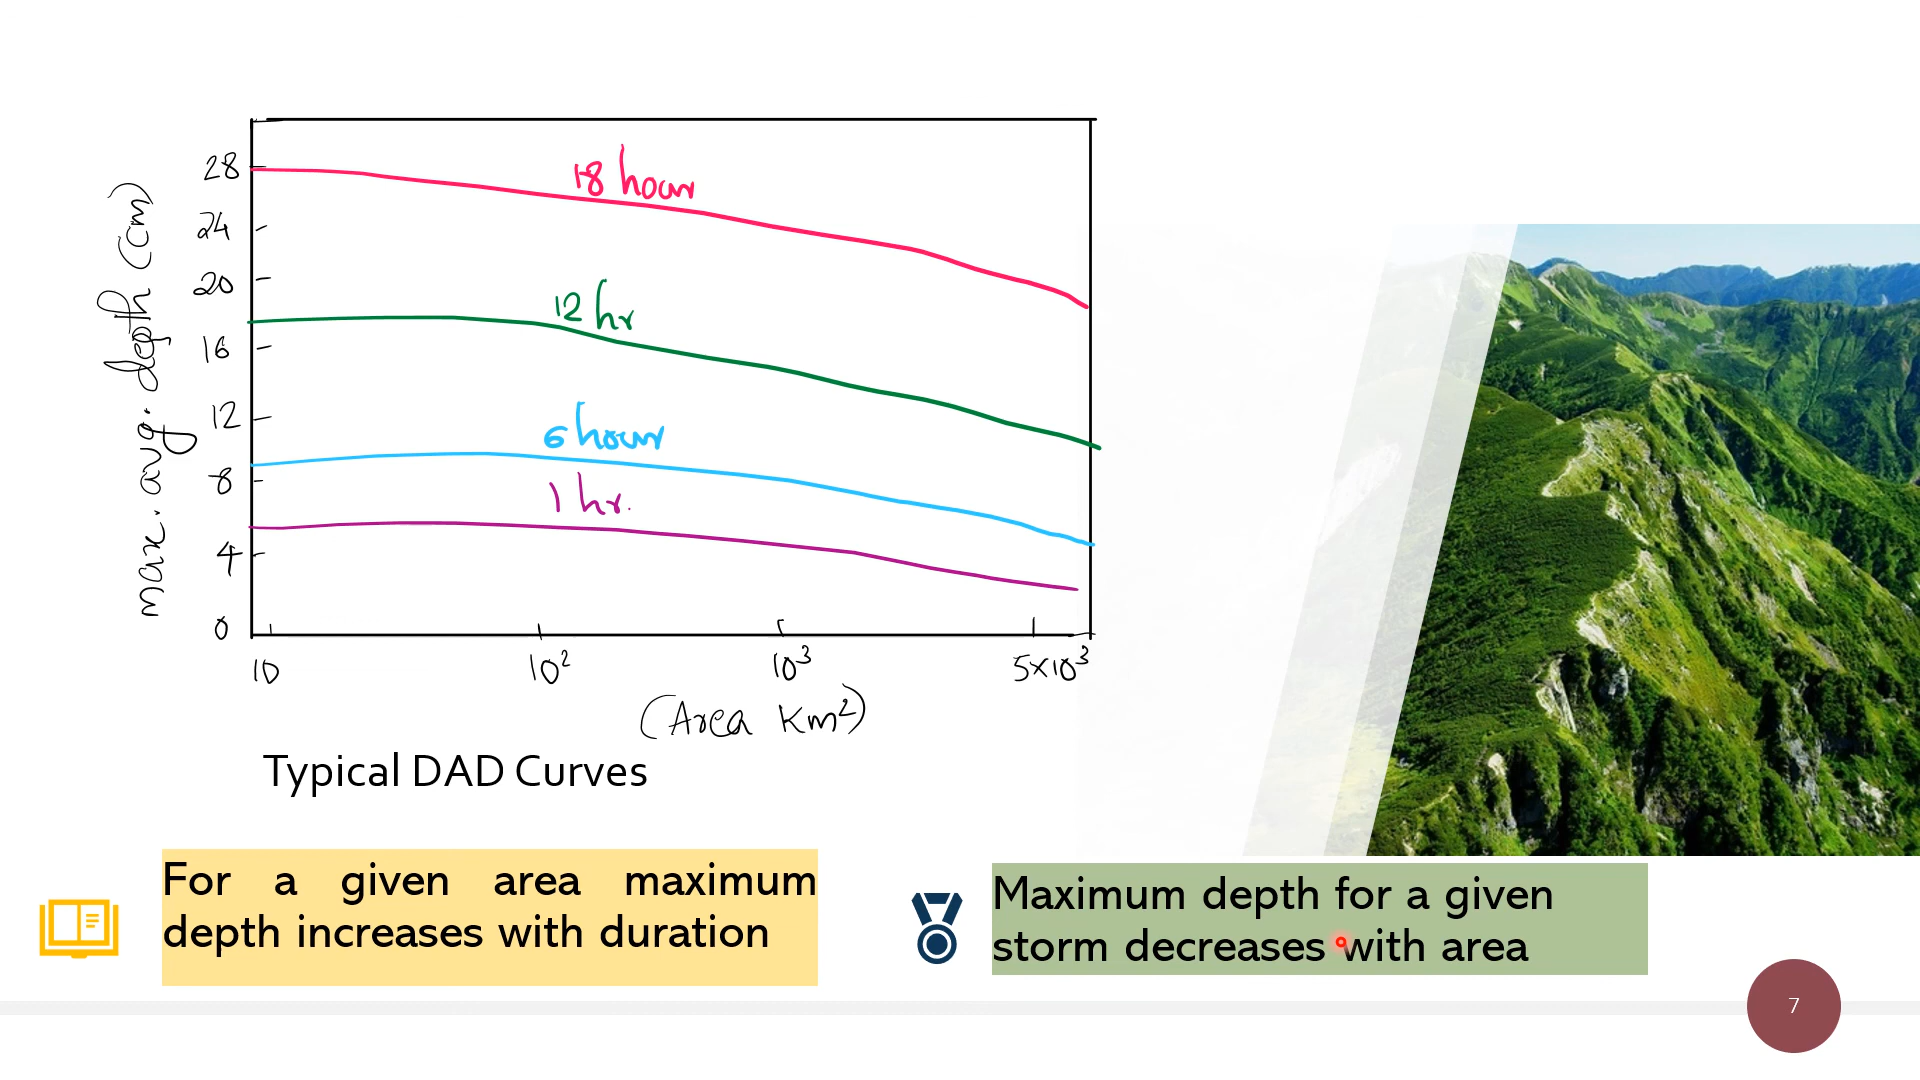 28
24
20
16
12
8
4
0
max. avg. depth (cm)
18 hour
12 hr
6 hour
1 hr.
10 10² 10³ 5×10³
(Area Km²)
Typical DAD Curves
For a given area maximum
depth increases with duration
Maximum depth for a given
storm decreases with area
7